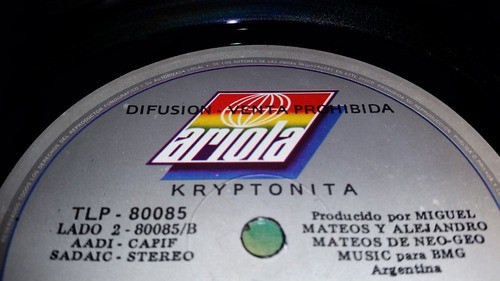 DIFUSION - VENTA PROHIBIDA
ariola
KRYPTONITA
TLP - 80085
LADO 2 - 80085/B
AADI - CAPIF
SADAIC - STEREO
Producido por MIGUEL
MATEOS Y ALEJANDRO
MATEOS DE NEO-GEO
MUSIC para BMG
Argentina